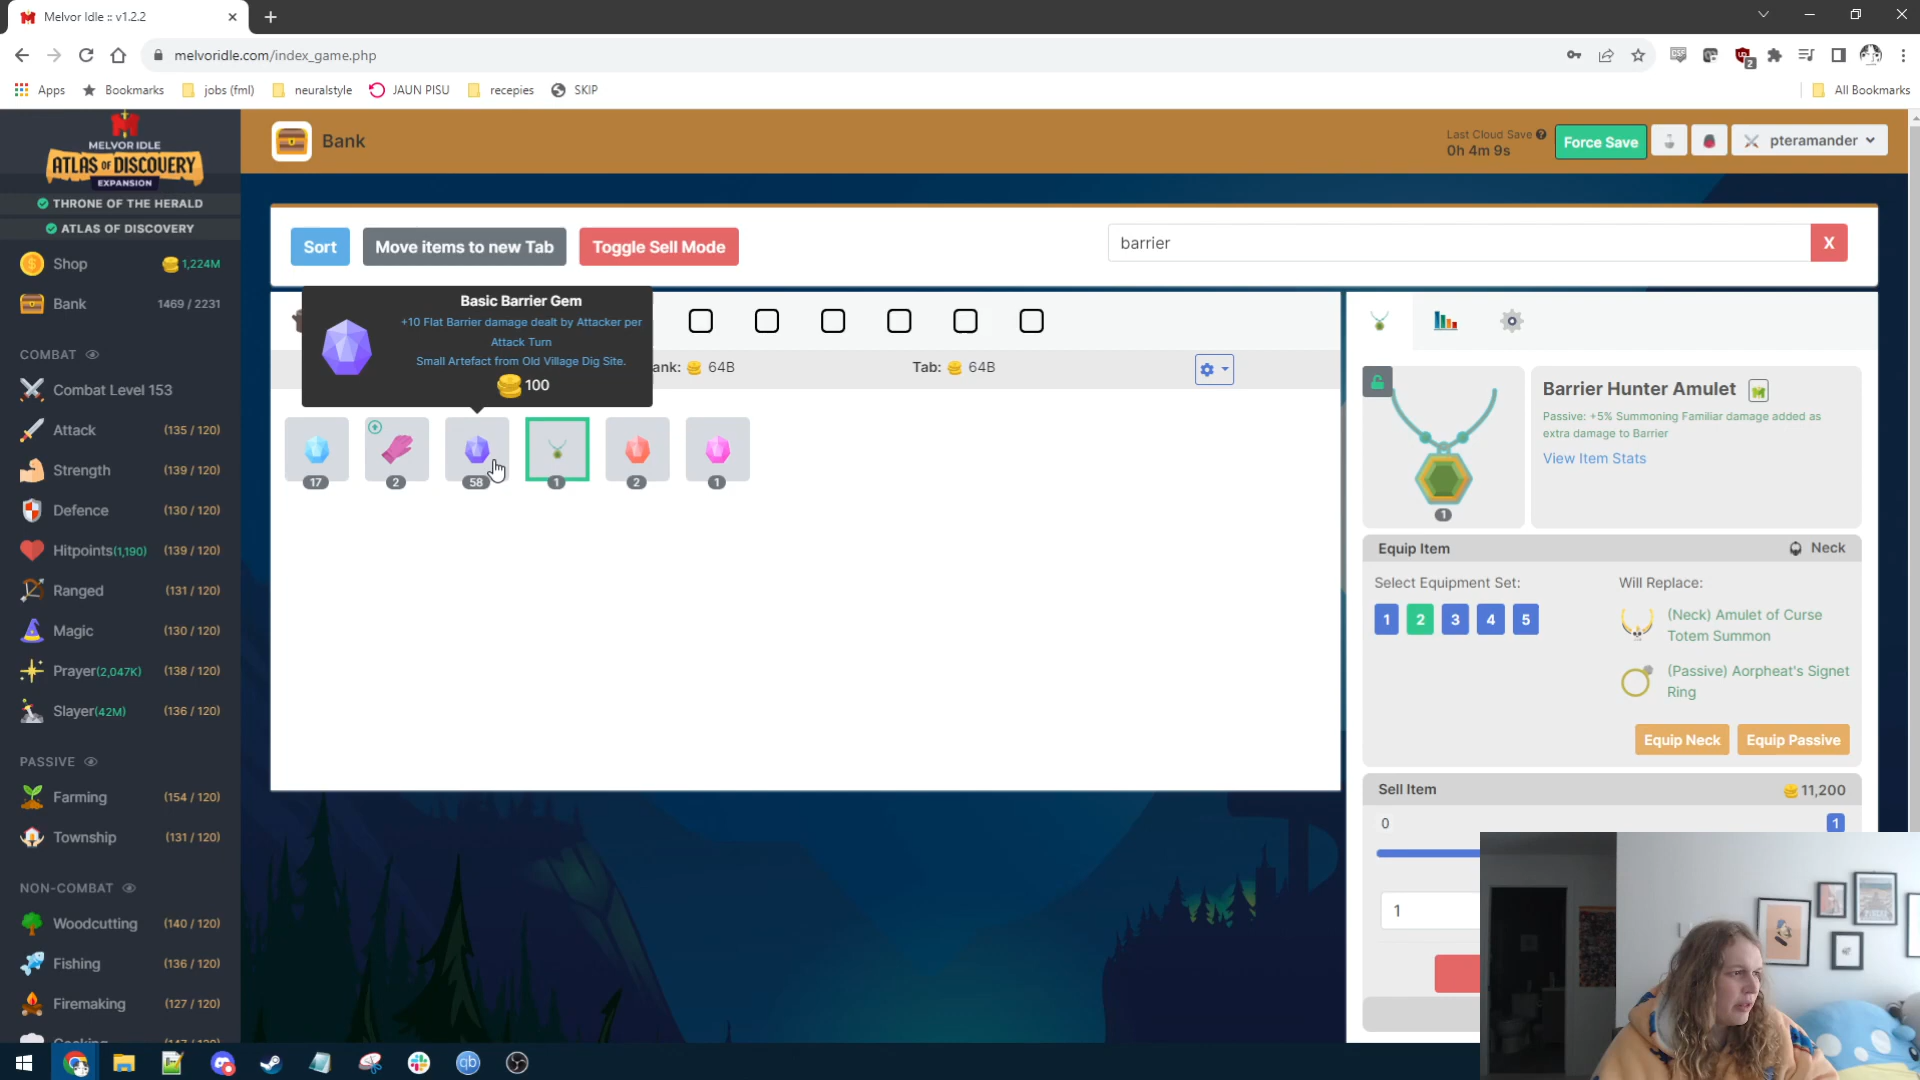 Melvor Idle :: v1.2.2
melvoridle.com/index_game.php
2
Apps
Bookmarks
jobs (fml)
neuralstyle
JAUN PISU
recepies
SKIP
All Bookmarks
MELVOR IDLE
ATLAS OF DISCOVERY
EXPANSION
THRONE OF THE HERALD
ATLAS OF DISCOVERY
Shop 1,224M
Bank 1469 / 2231
COMBAT
Combat Level 153
Attack (135 / 120)
Strength (139 / 120)
Defence (130 / 120)
Hitpoints(1,190) (139 / 120)
Ranged (131 / 120)
Magic (130 / 120)
Prayer(2,047K) (138 / 120)
Slayer(42M) (136 / 120)
PASSIVE
Farming (154 / 120)
Township (131 / 120)
NON-COMBAT
Woodcutting (140 / 120)
Fishing (136 / 120)
Firemaking (127 / 120)
Cooking (147 / 120)
Bank
Last Cloud Save
0h 4m 9s
Force Save
pteramander
Sort
Move items to new Tab
Toggle Sell Mode
barrier
X
Basic Barrier Gem
+10 Flat Barrier damage dealt by Attacker per
Attack Turn
Small Artefact from Old Village Dig Site.
100
ank: 64B
Tab: 64B
17
2
58
1
2
1
Barrier Hunter Amulet
Passive: +5% Summoning Familiar damage added as
extra damage to Barrier
View Item Stats
1
Equip Item
Neck
Select Equipment Set:
Will Replace:
1 2 3 4 5
(Neck) Amulet of Curse
Totem Summon
(Passive) Aorpheat's Signet
Ring
Equip Neck
Equip Passive
Sell Item
11,200
0
1
1